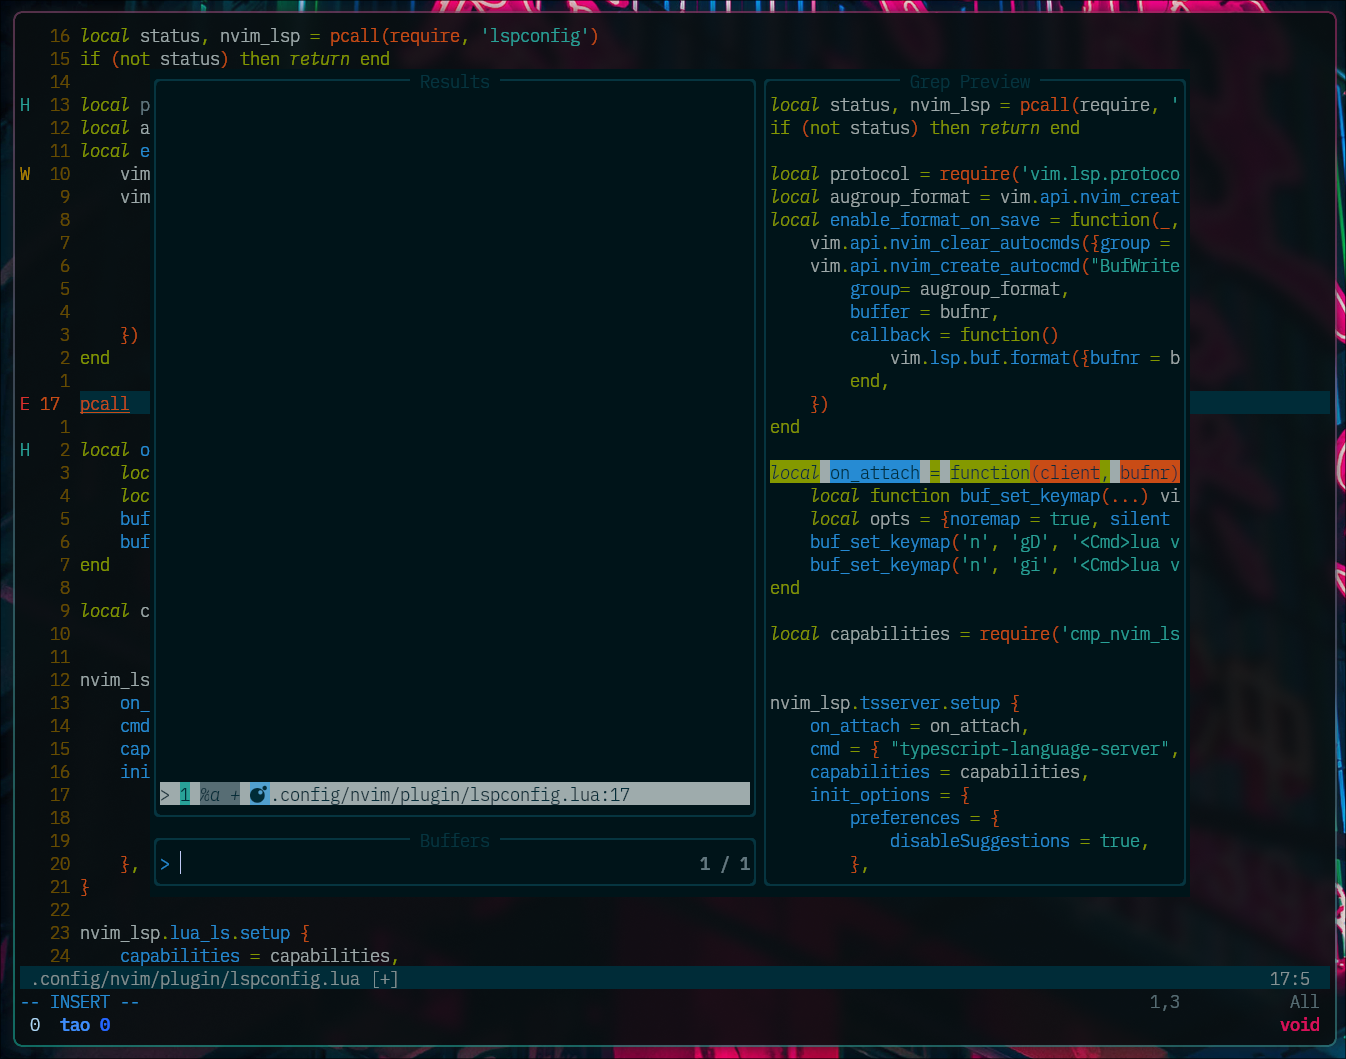 16 local status, nvim_lsp = pcall(require, 'lspconfig')
15 if (not status) then return end
14
H 13 local p
12 local a
11 local e
W 10 vim
9 vim
8
7
6
5
4
3 })
2 end
1
E 17 pcall
1
H 2 local o
3 loc
4 loc
5 buf
6 buf
7 end
8
9 local c
10
11
12 nvim_ls
13 on_
14 cmd
15 cap
16 ini
17
18
19
20 },
21 }
22
23 nvim_lsp.lua_ls.setup {
24 capabilities = capabilities,
Results
> 1 %a + .config/nvim/plugin/lspconfig.lua:17
Buffers
> 1 / 1
Grep Preview
local status, nvim_lsp = pcall(require, '
if (not status) then return end
local protocol = require('vim.lsp.protoco
local augroup_format = vim.api.nvim_creat
local enable_format_on_save = function(_,
vim.api.nvim_clear_autocmds({group =
vim.api.nvim_create_autocmd("BufWrite
group= augroup_format,
buffer = bufnr,
callback = function()
vim.lsp.buf.format({bufnr = b
end,
})
end
local on_attach = function(client, bufnr)
local function buf_set_keymap(...) vi
local opts = {noremap = true, silent
buf_set_keymap('n', 'gD', '<Cmd>lua v
buf_set_keymap('n', 'gi', '<Cmd>lua v
end
local capabilities = require('cmp_nvim_ls
nvim_lsp.tsserver.setup {
on_attach = on_attach,
cmd = { "typescript-language-server",
capabilities = capabilities,
init_options = {
preferences = {
disableSuggestions = true,
},
.config/nvim/plugin/lspconfig.lua [+] 17:5
-- INSERT -- 1,3 All
0 tao 0 void